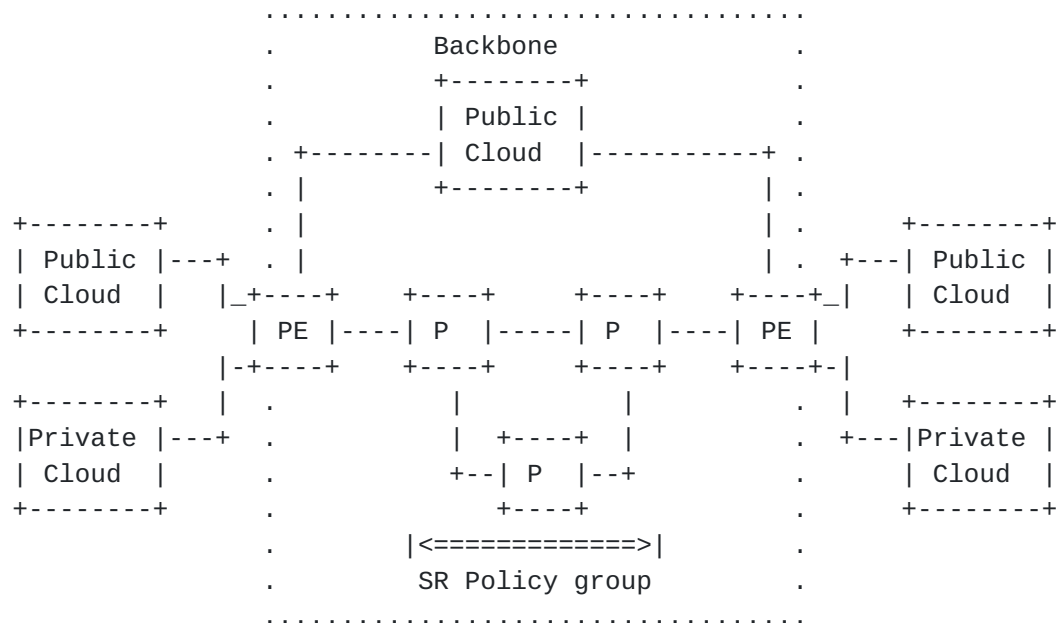 ..................................
.          Backbone               .
.          +--------+             .
.          | Public |             .
. +--------| Cloud  |-----------+ .
. |        +--------+           | .
+--------+      . |                             | .      +--------+
| Public |---+  . |                             | .  +---| Public |
| Cloud  |   |_+----+    +----+     +----+    +----+_|   | Cloud  |
+--------+     | PE |----| P  |-----| P  |----| PE |     +--------+
|-+----+    +----+     +----+    +----+-|
+--------+   |  .           |          |          .  |   +--------+
|Private |---+  .           |  +----+  |          .  +---|Private |
| Cloud  |      .           +--| P  |--+          .      | Cloud  |
+--------+      .              +----+             .      +--------+
.        |<=============>|        .
.         SR Policy group         .
..................................